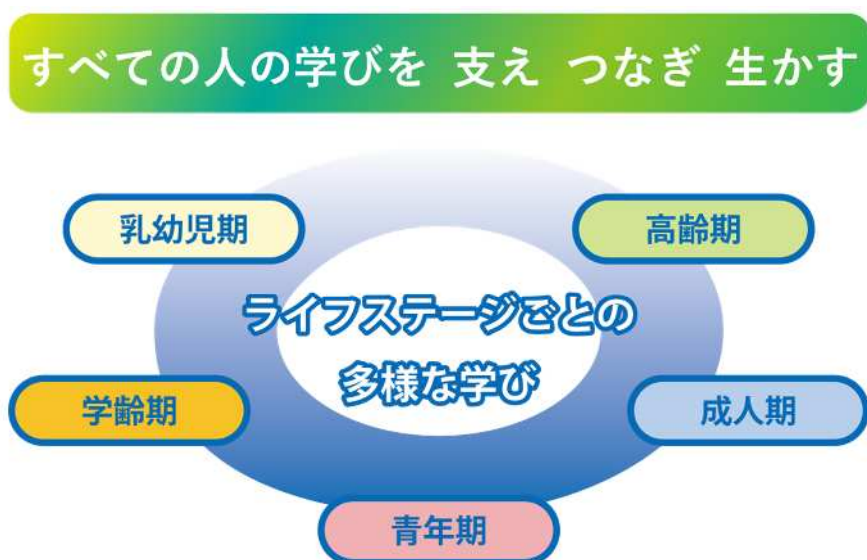 すべての人の学びを 支え つなぎ 生かす
乳幼児期
高齢期
ライフステージごとの
多様な学び
学齢期
成人期
青年期